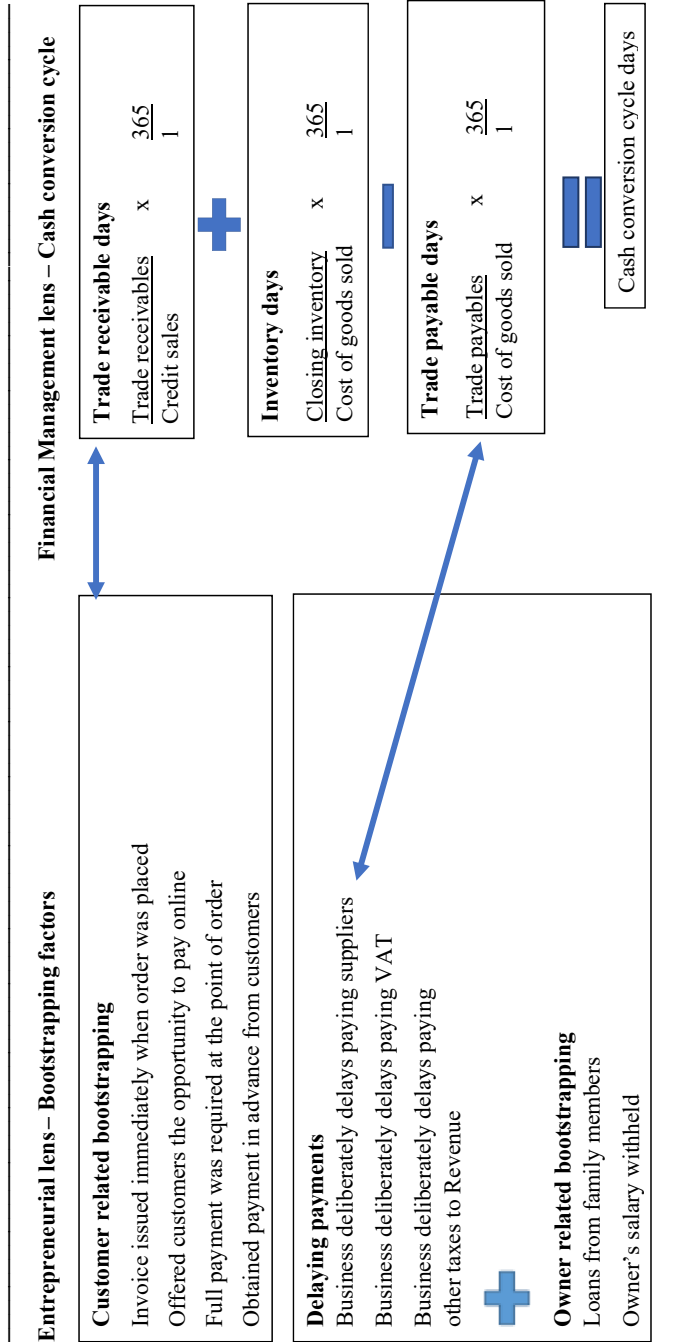 Entrepreneurial lens – Bootstrapping factors
Customer related bootstrapping
Invoice issued immediately when order was placed
Offered customers the opportunity to pay online
Full payment was required at the point of order
Obtained payment in advance from customers
Delaying payments
Business deliberately delays paying suppliers
Business deliberately delays paying VAT
Business deliberately delays paying
other taxes to Revenue
Owner related bootstrapping
Loans from family members
Owner’s salary withheld
Financial Management lens – Cash conversion cycle
Trade receivable days
Trade receivables x 365
Credit sales 1
Inventory days
Closing inventory x 365
Cost of goods sold 1
Trade payable days
Trade payables x 365
Cost of goods sold 1
Cash conversion cycle days